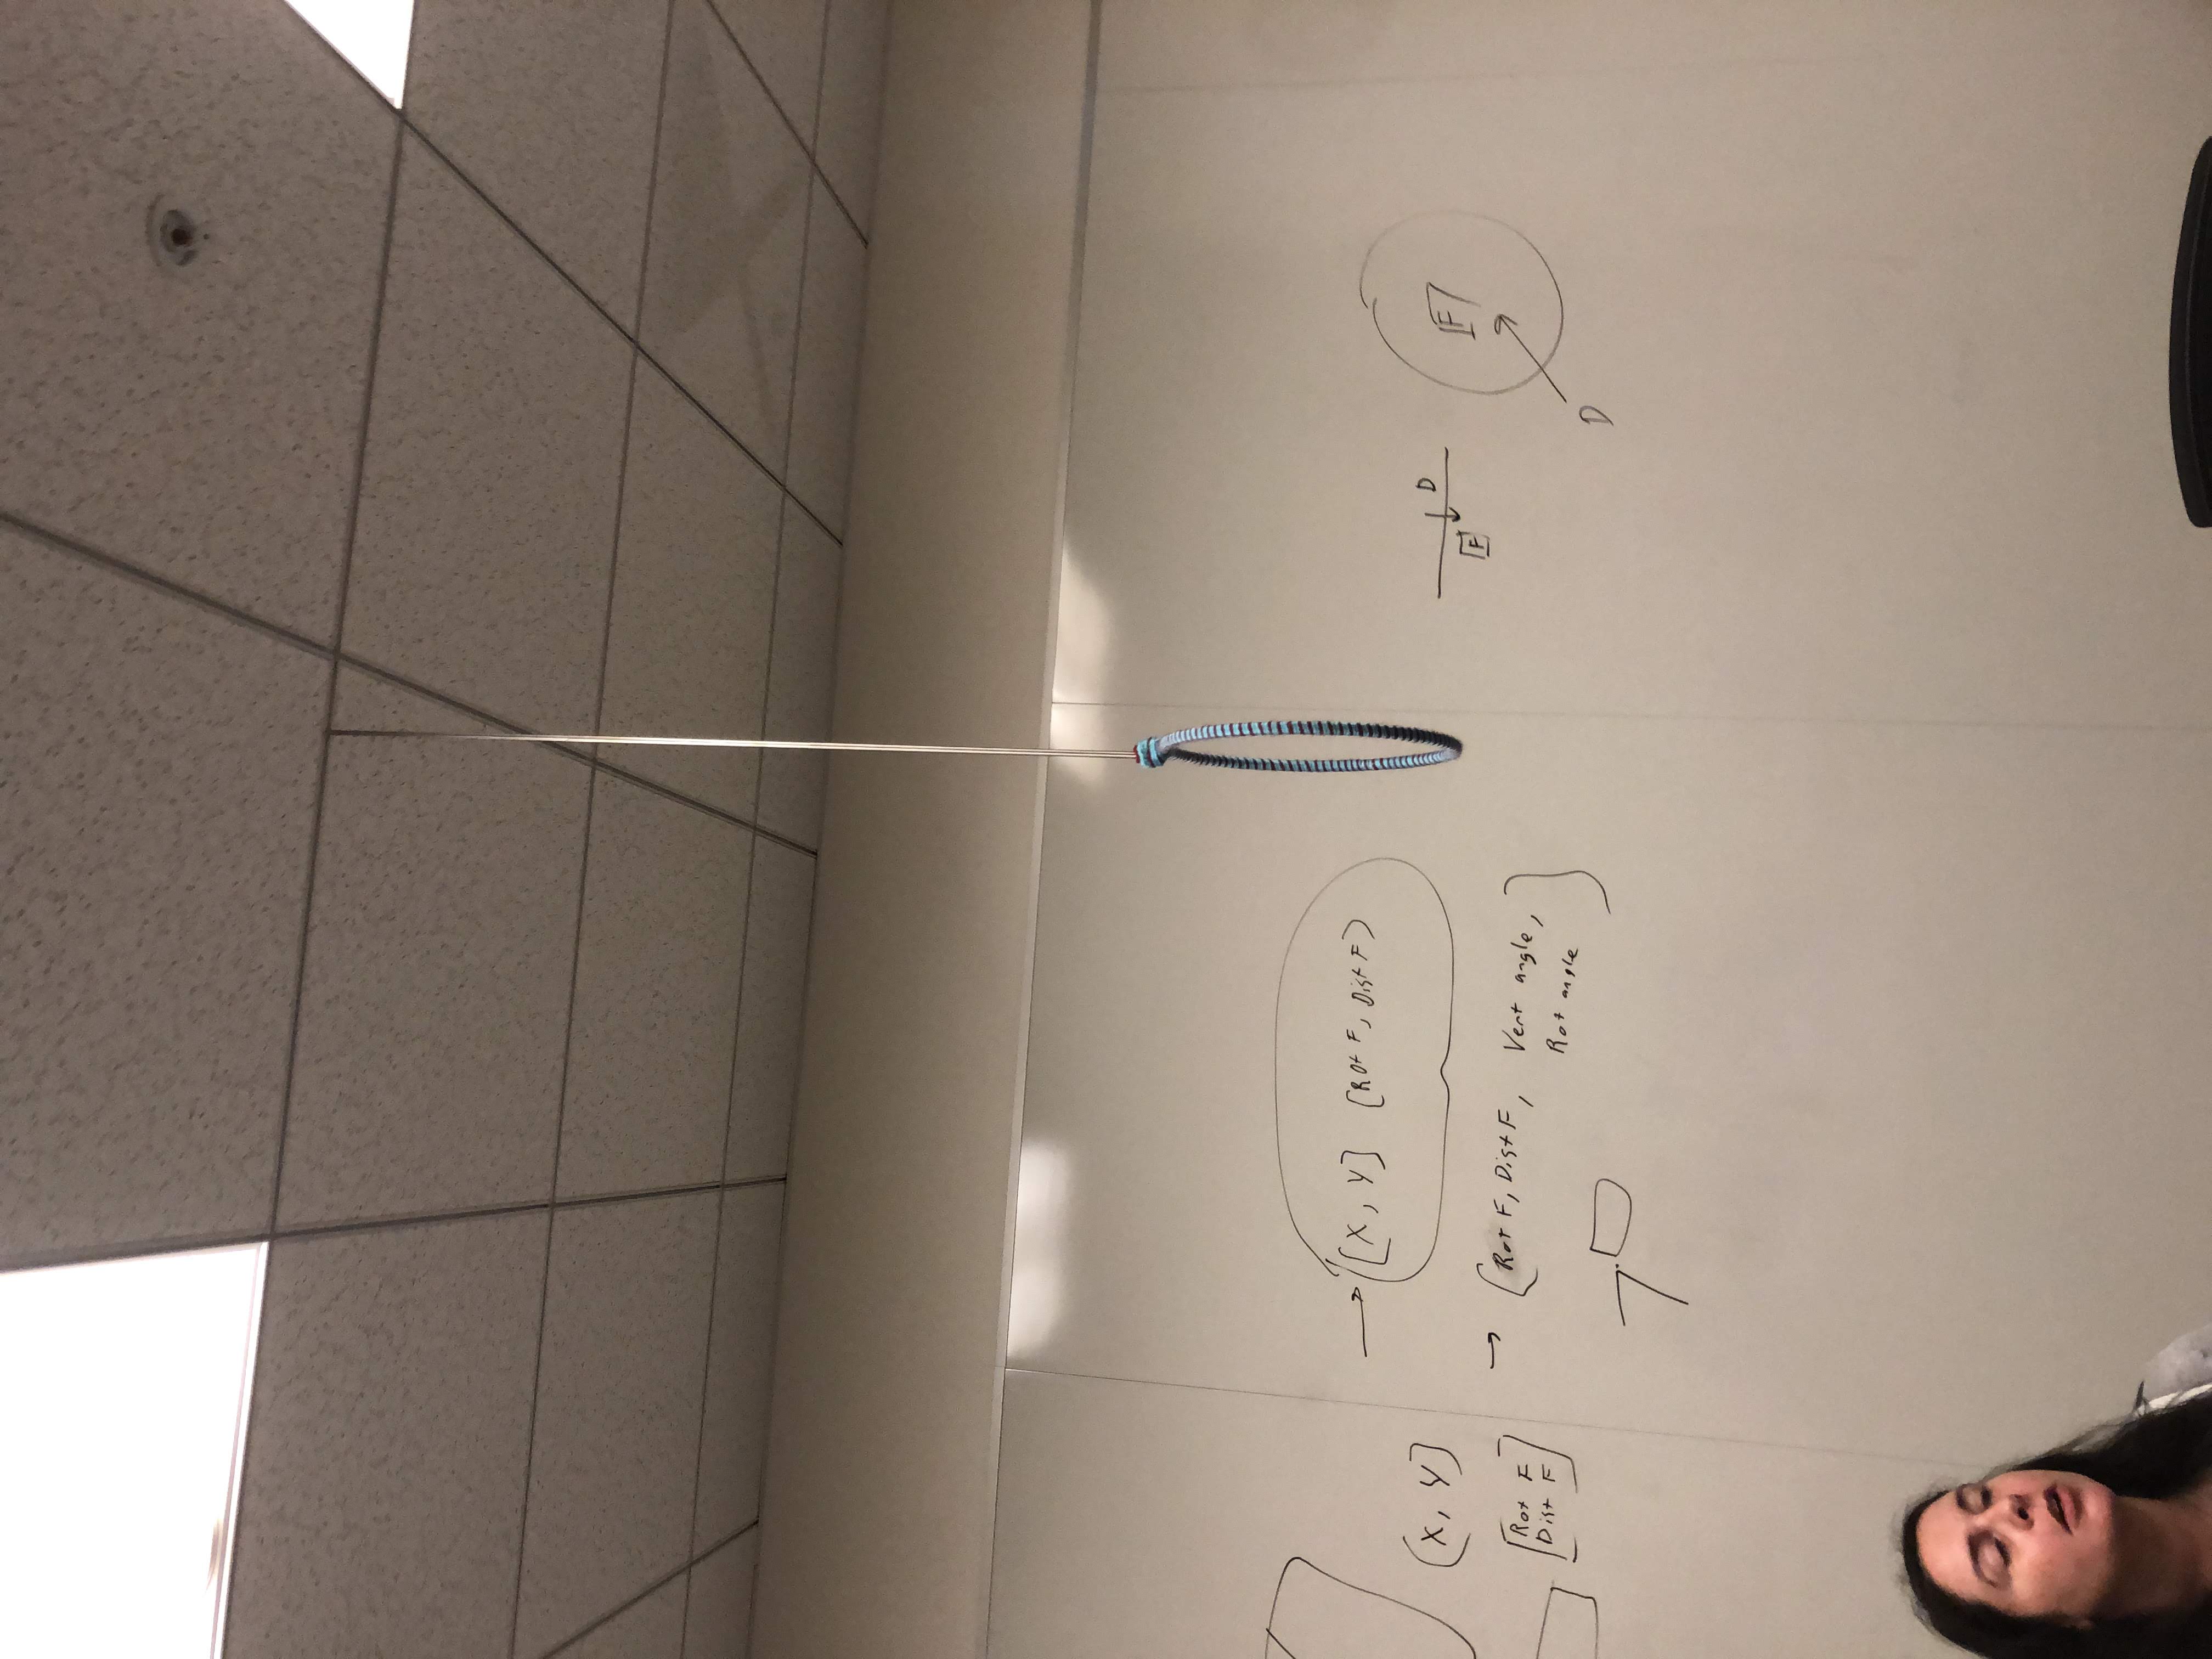 (X, Y]
[Rot F
Dist F]
→ [X, Y] (Rot F, Dist F)
→ (Rot F, Dist F, Vert angle,
Rot angle)
D
F
F
D